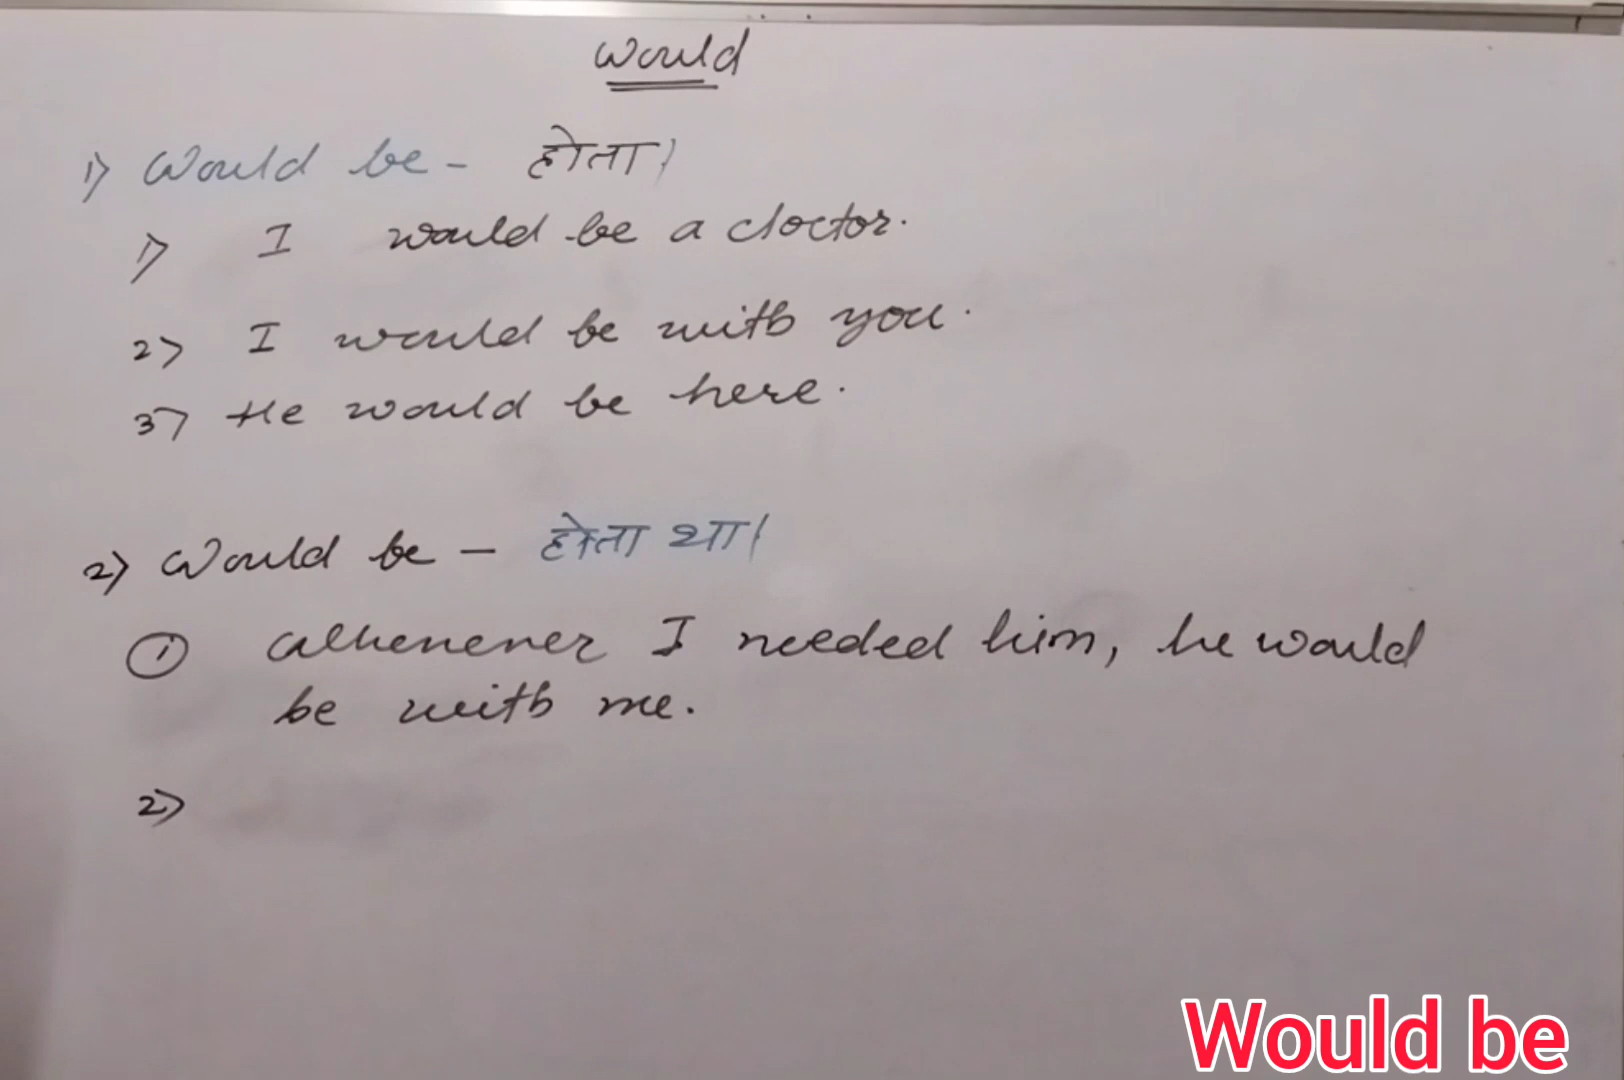 Would
1) Would be - होता।
1) I would be a doctor.
2) I would be with you.
3) He would be here.
2) Would be - होता था।
① Whenever I needed him, he would
be with me.
2)
Would be